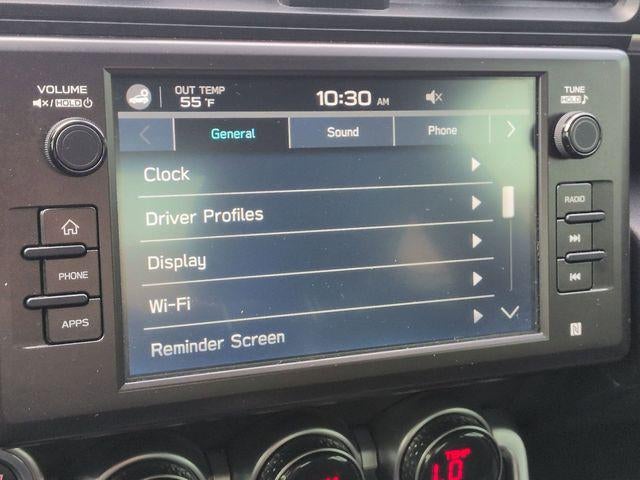 VOLUME
/HOLD
OUT TEMP
55 °F
10:30 AM
TUNE
HOLD
General
Sound
Phone
Clock
Driver Profiles
Display
Wi-Fi
Reminder Screen
PHONE
APPS
RADIO
TEMP
LO